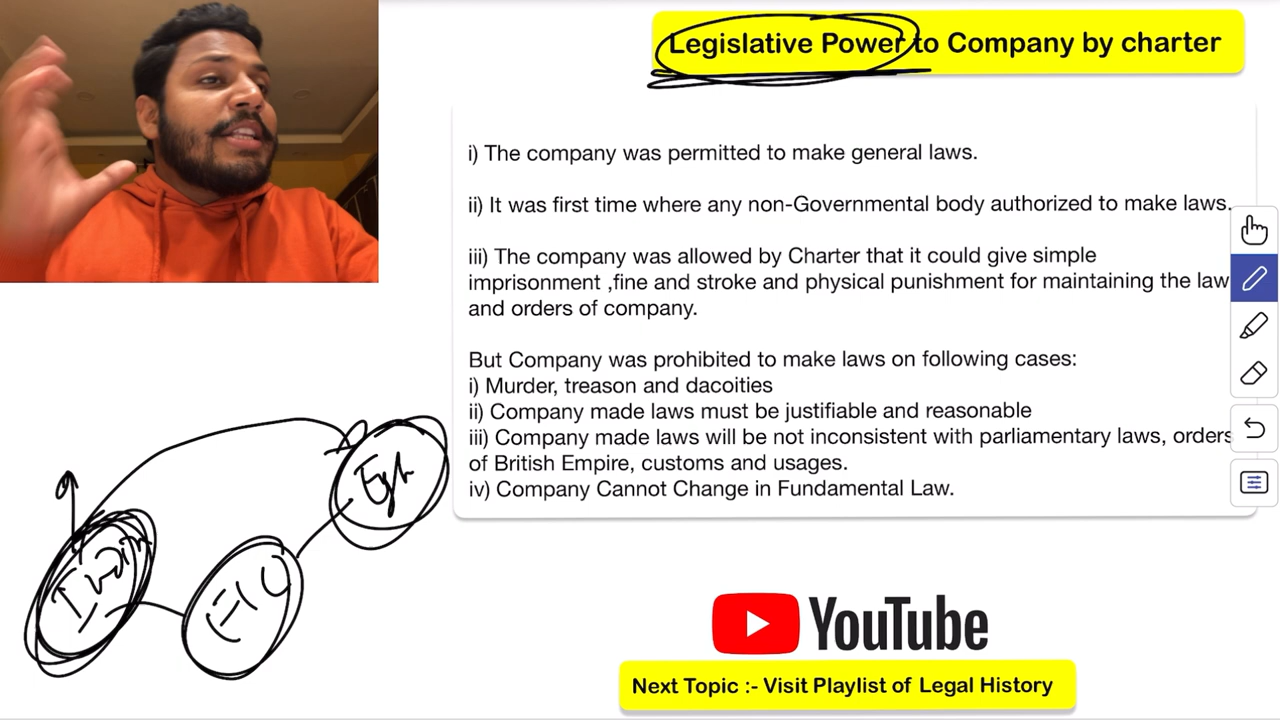 Legislative Power to Company by charter
i) The company was permitted to make general laws.
ii) It was first time where any non-Governmental body authorized to make laws.
iii) The company was allowed by Charter that it could give simple
imprisonment ,fine and stroke and physical punishment for maintaining the law
and orders of company.
But Company was prohibited to make laws on following cases:
i) Murder, treason and dacoities
ii) Company made laws must be justifiable and reasonable
iii) Company made laws will be not inconsistent with parliamentary laws, orders
of British Empire, customs and usages.
iv) Company Cannot Change in Fundamental Law.
YouTube
Next Topic :- Visit Playlist of Legal History